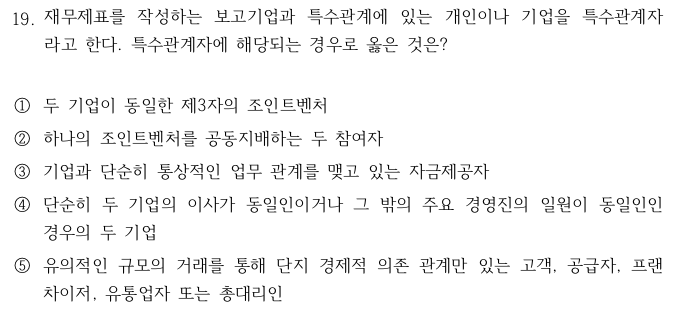 19. 재무제표를 작성하는 보고기업과 특수관계에 있는 개인이나 기업을 특수관계자
라고 한다. 특수관계자에 해당되는 경우로 옳은 것은?
① 두 기업이 동일한 제3자의 조인트벤처
② 하나의 조인트벤처를 공동지배하는 두 참여자
③ 기업과 단순히 통상적인 업무 관계를 맺고 있는 자금제공자
④ 단순히 두 기업의 이사가 동일인이거나 그 밖의 주요 경영진의 일원이 동일인인
경우의 두 기업
⑤ 유의적인 규모의 거래를 통해 단지 경제적 의존 관계만 있는 고객, 공급자, 프랜
차이저, 유통업자 또는 총대리인